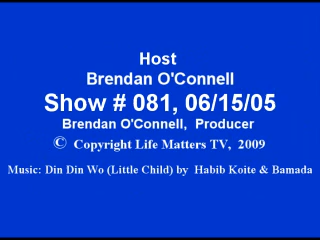 Host
Brendan O'Connell
Show # 081, 06/15/05
Brendan O'Connell, Producer
© Copyright Life Matters TV, 2009
Music: Din Din Wo (Little Child) by Habib Koite & Bamada